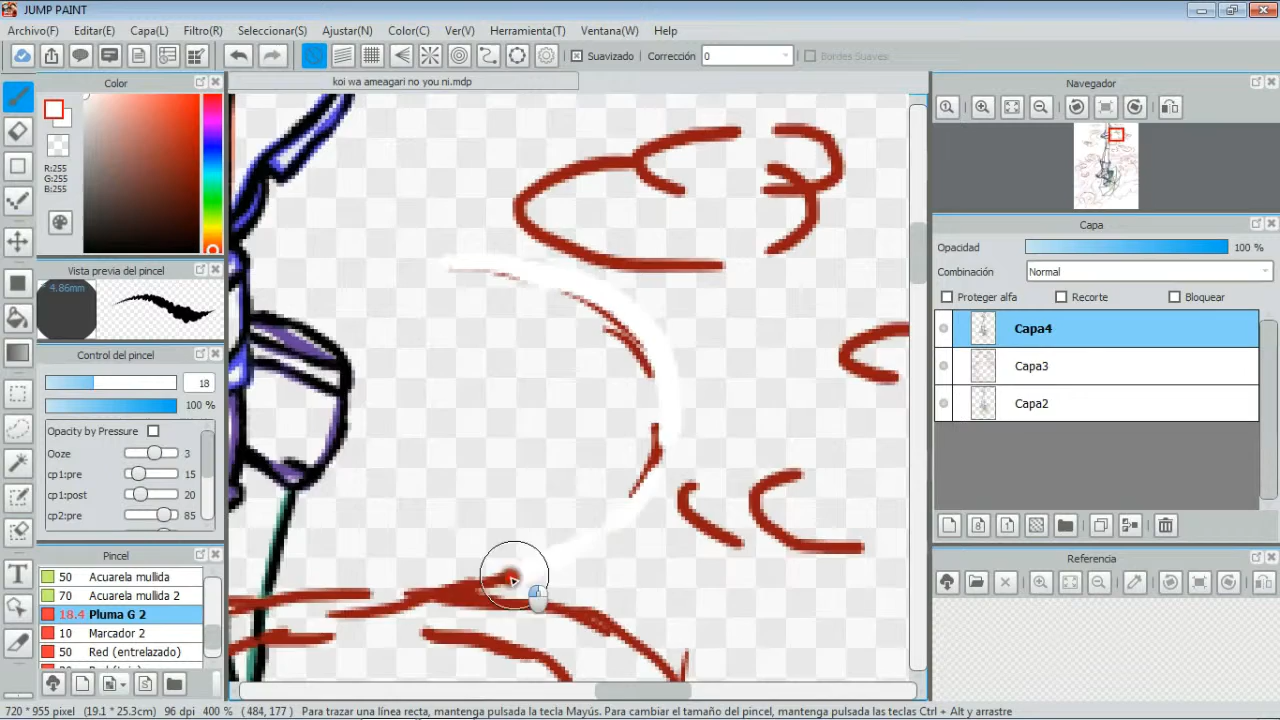 JUMP PAINT
Archivo(F) Editar(E) Capa(L) Filtro(R) Seleccionar(S) Ajustar(N) Color(C) Ver(V) Herramienta(T) Ventana(W) Help
Suavizado Corrección 0 Bordes Suaves
Color
koi wa ameagari no you ni.mdp
Navegador
R:255
G:255
B:255
Capa
Opacidad 100 %
Combinación Normal
Proteger alfa Recorte Bloquear
Capa4
Capa3
Capa2
Vista previa del pincel
4.86mm
Control del pincel
18
100 %
Opacity by Pressure
Ooze 3
cp1:pre 15
cp1:post 20
cp2:pre 85
Pincel
50 Acuarela mullida
70 Acuarela mullida 2
18.4 Pluma G 2
10 Marcador 2
50 Red (entrelazado)
Referencia
720 * 955 pixel (19.1 * 25.3cm) 96 dpi 400 % ( 484, 177 ) Para trazar una línea recta, mantenga pulsada la tecla Mayús. Para cambiar el tamaño del pincel, mantenga pulsadas las teclas Ctrl + Alt y arrastre